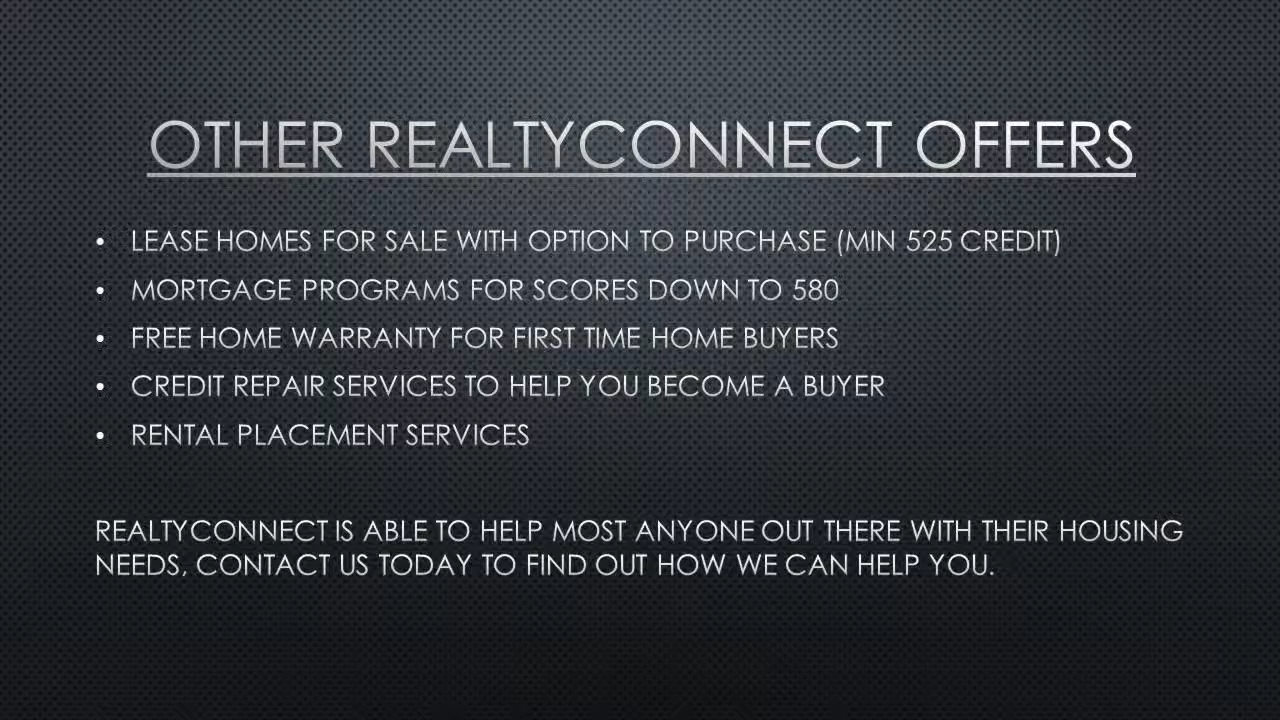 OTHER REALTYCONNECT OFFERS
• LEASE HOMES FOR SALE WITH OPTION TO PURCHASE (MIN 525 CREDIT)
• MORTGAGE PROGRAMS FOR SCORES DOWN TO 580
• FREE HOME WARRANTY FOR FIRST TIME HOME BUYERS
• CREDIT REPAIR SERVICES TO HELP YOU BECOME A BUYER
• RENTAL PLACEMENT SERVICES
REALTYCONNECT IS ABLE TO HELP MOST ANYONE OUT THERE WITH THEIR HOUSING
NEEDS, CONTACT US TODAY TO FIND OUT HOW WE CAN HELP YOU.